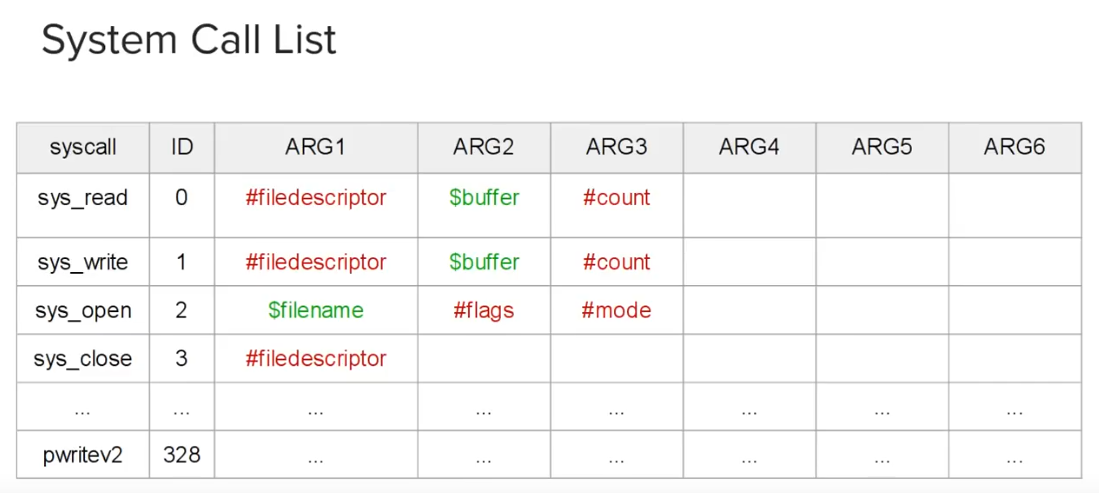 System Call List
syscall ID ARG1 ARG2 ARG3 ARG4 ARG5 ARG6
sys_read 0 #filedescriptor $buffer #count
sys_write 1 #filedescriptor $buffer #count
sys_open 2 $filename #flags #mode
sys_close 3 #filedescriptor
... ... ... ... ... ... ... ...
pwritev2 328 ... ... ... ... ... ...